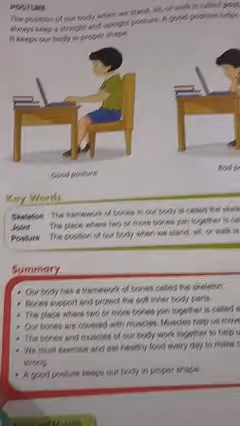 POSTURE
The position of our body when we stand, sit, or walk is called
always keep a straight and upright posture. A good posture helps
It keeps our body in proper shape.
Good posture
Bad
Key Words
Skeleton The framework of bones in our body is called the
Joint The place where two or more bones join together is
Posture The position of our body when we stand, sit, or walk is
Summary
• Our body has a framework of bones called the skeleton.
• Bones support and protect the soft inner body parts.
• The place where two or more bones join together is called
• Our bones are covered with muscles. Muscles help us
• The bones and muscles of our body work together to help
• We must exercise and eat healthy food every day to make
strong.
• A good posture keeps our body in proper shape.